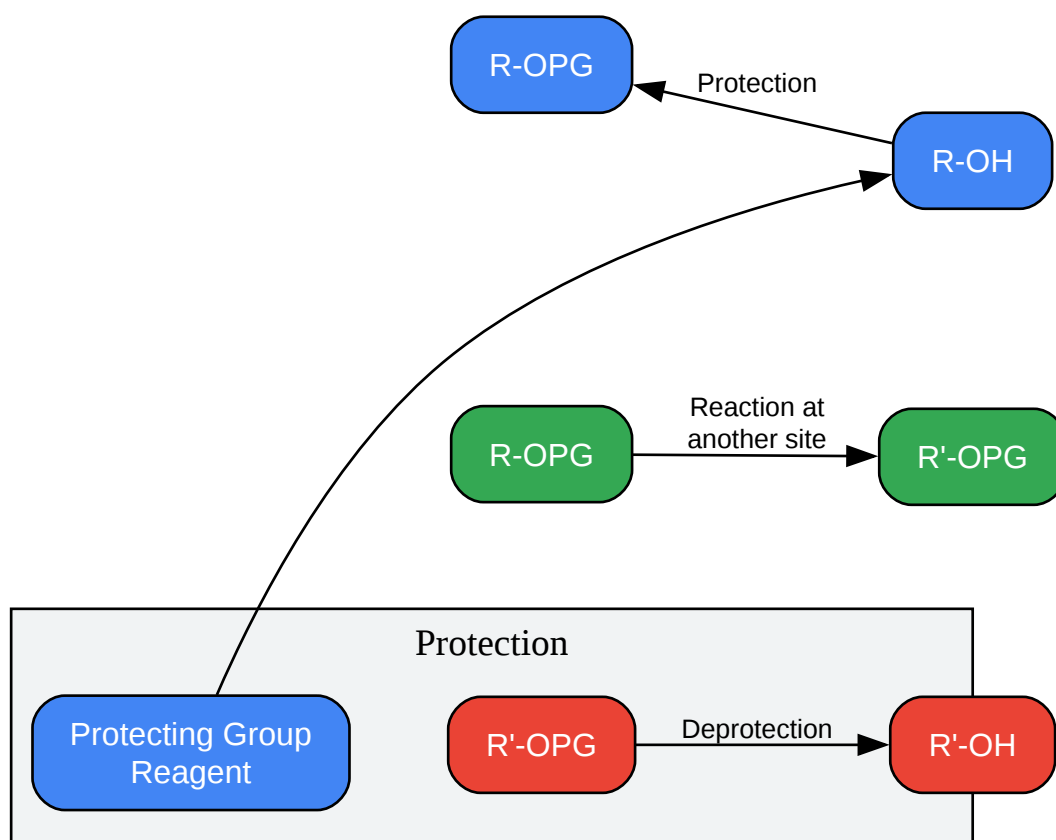 R-OPG
Protection
R-OH
R-OPG
Reaction at
another site
R'-OPG
Protection
Protecting Group
Reagent
R'-OPG
Deprotection
R'-OH